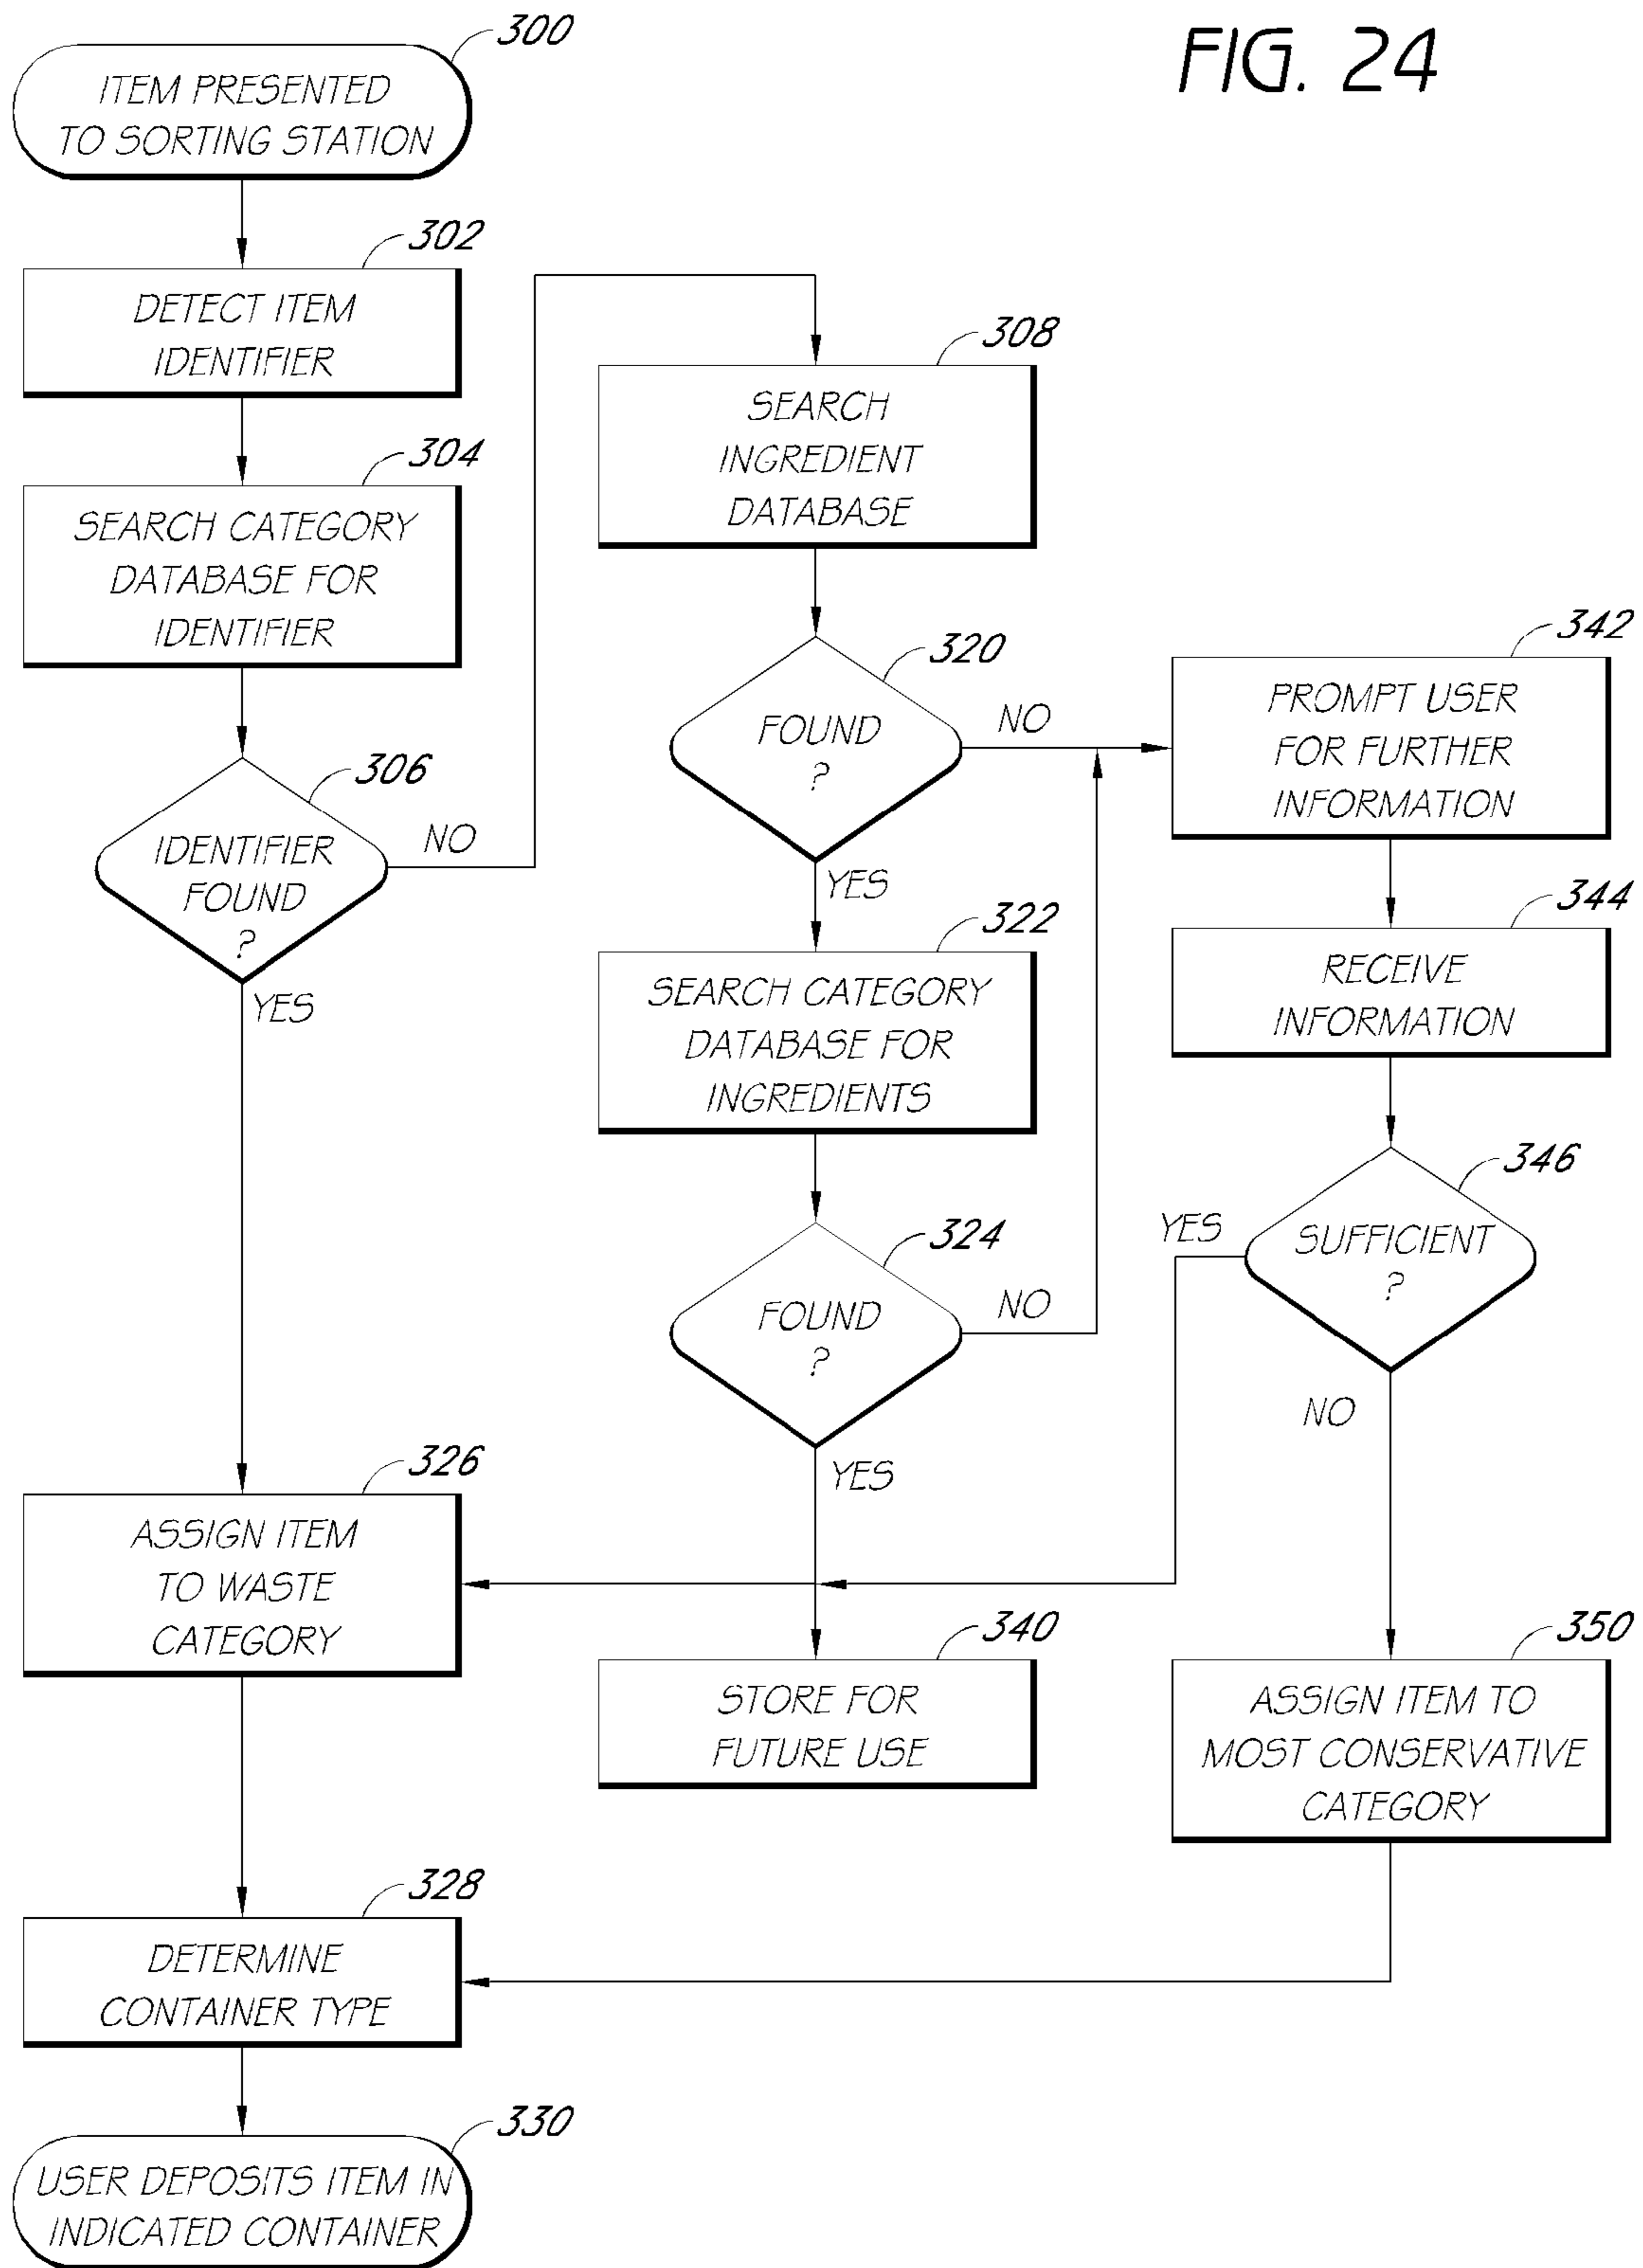 FIG. 24
300
ITEM PRESENTED
TO SORTING STATION
302
DETECT ITEM
IDENTIFIER
304
SEARCH CATEGORY
DATABASE FOR
IDENTIFIER
306
IDENTIFIER
FOUND
?
NO
YES
308
SEARCH
INGREDIENT
DATABASE
320
FOUND
?
NO
YES
322
SEARCH CATEGORY
DATABASE FOR
INGREDIENTS
324
FOUND
?
NO
YES
342
PROMPT USER
FOR FURTHER
INFORMATION
344
RECEIVE
INFORMATION
346
SUFFICIENT
?
YES
NO
326
ASSIGN ITEM
TO WASTE
CATEGORY
340
STORE FOR
FUTURE USE
350
ASSIGN ITEM TO
MOST CONSERVATIVE
CATEGORY
328
DETERMINE
CONTAINER TYPE
330
USER DEPOSITS ITEM IN
INDICATED CONTAINER